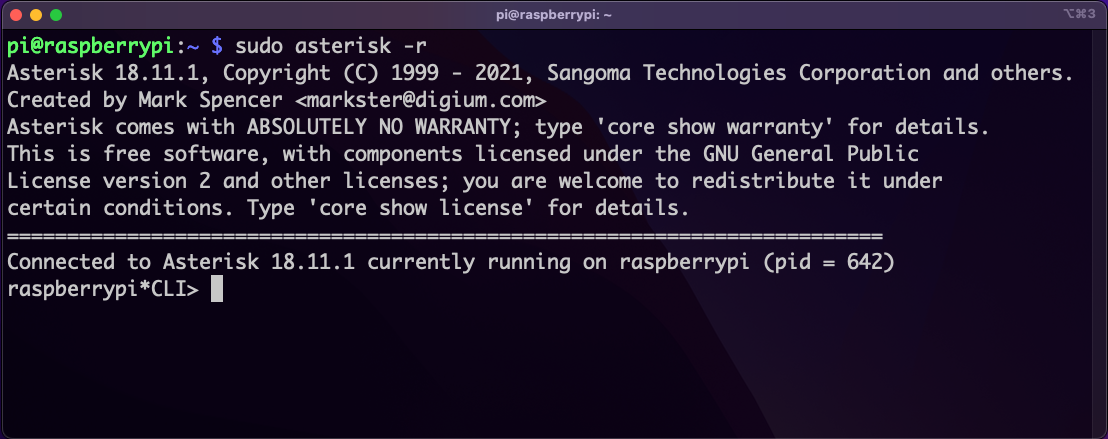 pi@raspberrypi: ~
⌥⌘3
pi@raspberrypi:~ $ sudo asterisk -r
Asterisk 18.11.1, Copyright (C) 1999 - 2021, Sangoma Technologies Corporation and others.
Created by Mark Spencer <markster@digium.com>
Asterisk comes with ABSOLUTELY NO WARRANTY; type 'core show warranty' for details.
This is free software, with components licensed under the GNU General Public
License version 2 and other licenses; you are welcome to redistribute it under
certain conditions. Type 'core show license' for details.
=========================================================================
Connected to Asterisk 18.11.1 currently running on raspberrypi (pid = 642)
raspberrypi*CLI>